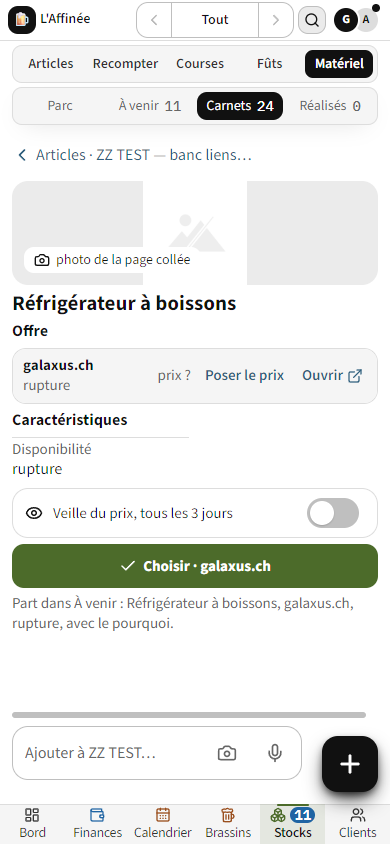 L'Affinée
Tout
G
A
Articles
Recompter
Courses
Fûts
Matériel
Parc
À venir 11
Carnets 24
Réalisés 0
Articles · ZZ TEST — banc liens…
photo de la page collée
Réfrigérateur à boissons
Offre
galaxus.ch
rupture
prix ?
Poser le prix
Ouvrir
Caractéristiques
Disponibilité
rupture
Veille du prix, tous les 3 jours
Choisir · galaxus.ch
Part dans À venir : Réfrigérateur à boissons, galaxus.ch,
rupture, avec le pourquoi.
Ajouter à ZZ TEST…
11
Bord
Finances
Calendrier
Brassins
Stocks
Clients